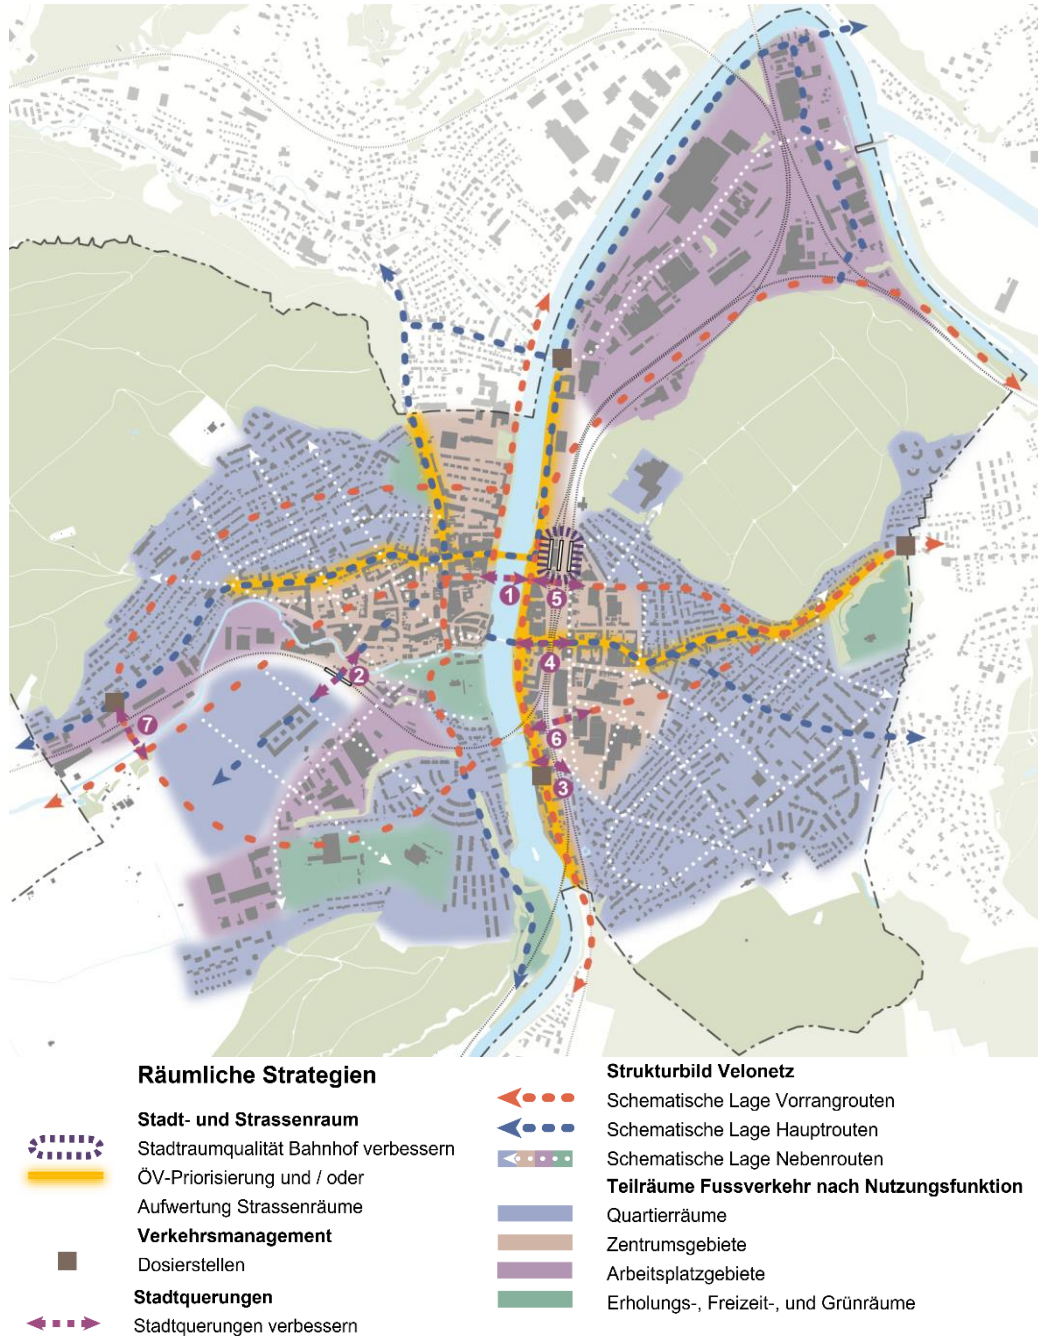 1
5
4
2
7
6
3
Räumliche Strategien
Stadt- und Strassenraum
Stadtraumqualität Bahnhof verbessern
ÖV-Priorisierung und / oder
Aufwertung Strassenräume
Verkehrsmanagement
Dosierstellen
Stadtquerungen
Stadtquerungen verbessern
Strukturbild Velonetz
Schematische Lage Vorrangrouten
Schematische Lage Hauptrouten
Schematische Lage Nebenrouten
Teilräume Fussverkehr nach Nutzungsfunktion
Quartierräume
Zentrumsgebiete
Arbeitsplatzgebiete
Erholungs-, Freizeit-, und Grünräume